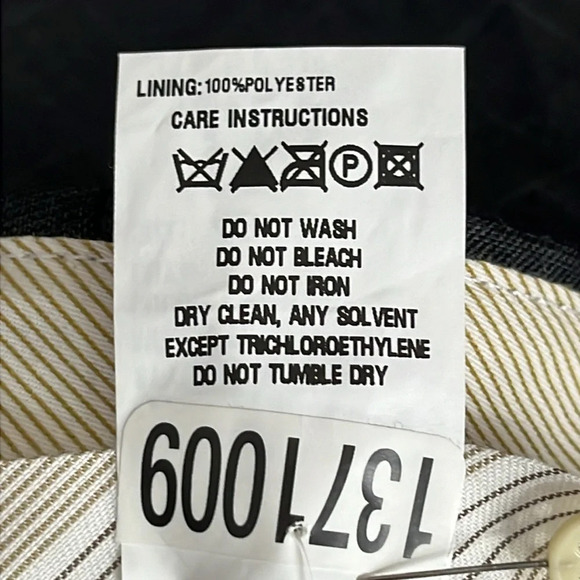 LINING:100%POLYESTER
CARE INSTRUCTIONS
P
DO NOT WASH
DO NOT BLEACH
DO NOT IRON
DRY CLEAN, ANY SOLVENT
EXCEPT TRICHLOROETHYLENE
DO NOT TUMBLE DRY
1371009